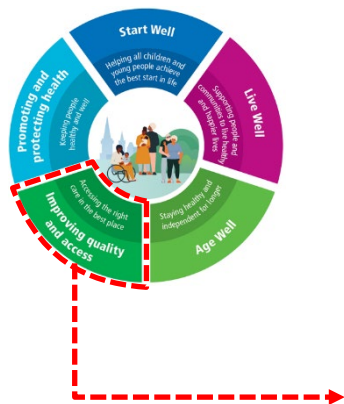 Start Well
Helping all children and
young people achieve
the best start in life
Live Well
Supporting people and
communities to live healthy
and happier lives
Age Well
Staying healthy and
independent for longer
Improving quality
and access
Accessing the right
care in the best place
Promoting and
protecting health
Keeping people
healthy and well